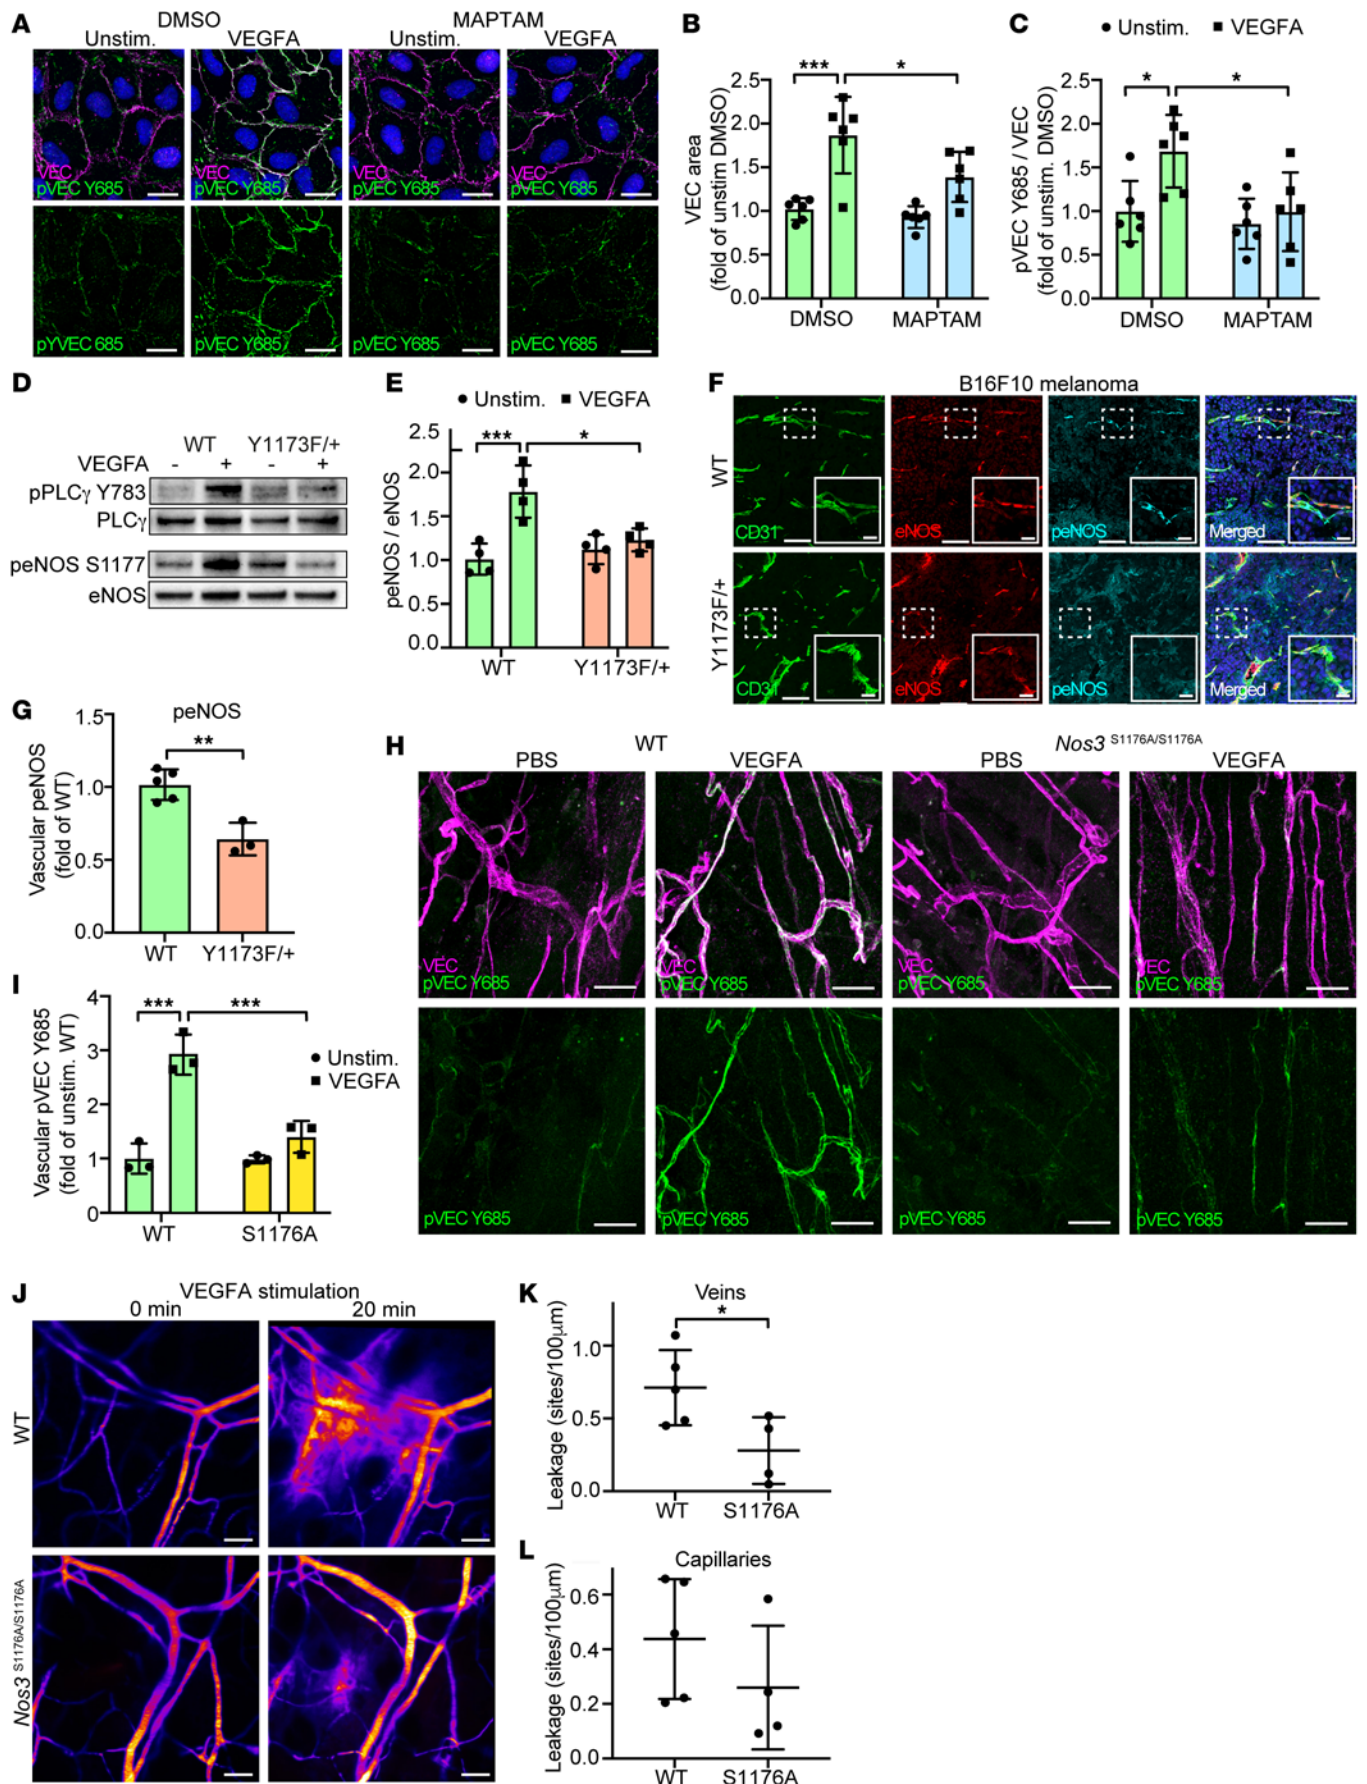 A
DMSO
MAPTAM
Unstim.
VEGFA
Unstim.
VEGFA
VEC
pVEC Y685
VEC
pVEC Y685
VEC
pVEC Y685
VEC
pVEC Y685
pYVEC 685
pVEC Y685
pVEC Y685
pVEC Y685
B
VEC area
(fold of unstim DMSO)
2.5
2.0
1.5
1.0
0.5
0.0
***
*
DMSO
MAPTAM
C
Unstim.
VEGFA
pVEC Y685 / VEC
(fold of unstim. DMSO)
2.5
2.0
1.5
1.0
0.5
0.0
*
*
DMSO
MAPTAM
D
WT
Y1173F/+
VEGFA
-
+
-
+
pPLCγ Y783
PLCγ
peNOS S1177
eNOS
E
Unstim.
VEGFA
peNOS / eNOS
2.5
2.0
1.5
1.0
0.5
0.0
***
*
WT
Y1173F/+
F
B16F10 melanoma
WT
CD31
eNOS
peNOS
Merged
Y1173F/+
CD31
eNOS
peNOS
Merged
G
peNOS
Vascular peNOS
(fold of WT)
1.5
1.0
0.5
0.0
**
WT
Y1173F/+
H
WT
Nos3 S1176A/S1176A
PBS
VEGFA
PBS
VEGFA
VEC
pVEC Y685
VEC
pVEC Y685
VEC
pVEC Y685
VEC
pVEC Y685
pVEC Y685
pVEC Y685
pVEC Y685
pVEC Y685
I
Vascular pVEC Y685
(fold of unstim. WT)
4
3
2
1
0
***
***
Unstim.
VEGFA
WT
S1176A
J
VEGFA stimulation
0 min
20 min
WT
Nos3 S1176A/S1176A
K
Veins
Leakage (sites/100μm)
1.0
0.5
0.0
*
WT
S1176A
L
Capillaries
Leakage (sites/100μm)
0.6
0.4
0.2
0.0
WT
S1176A